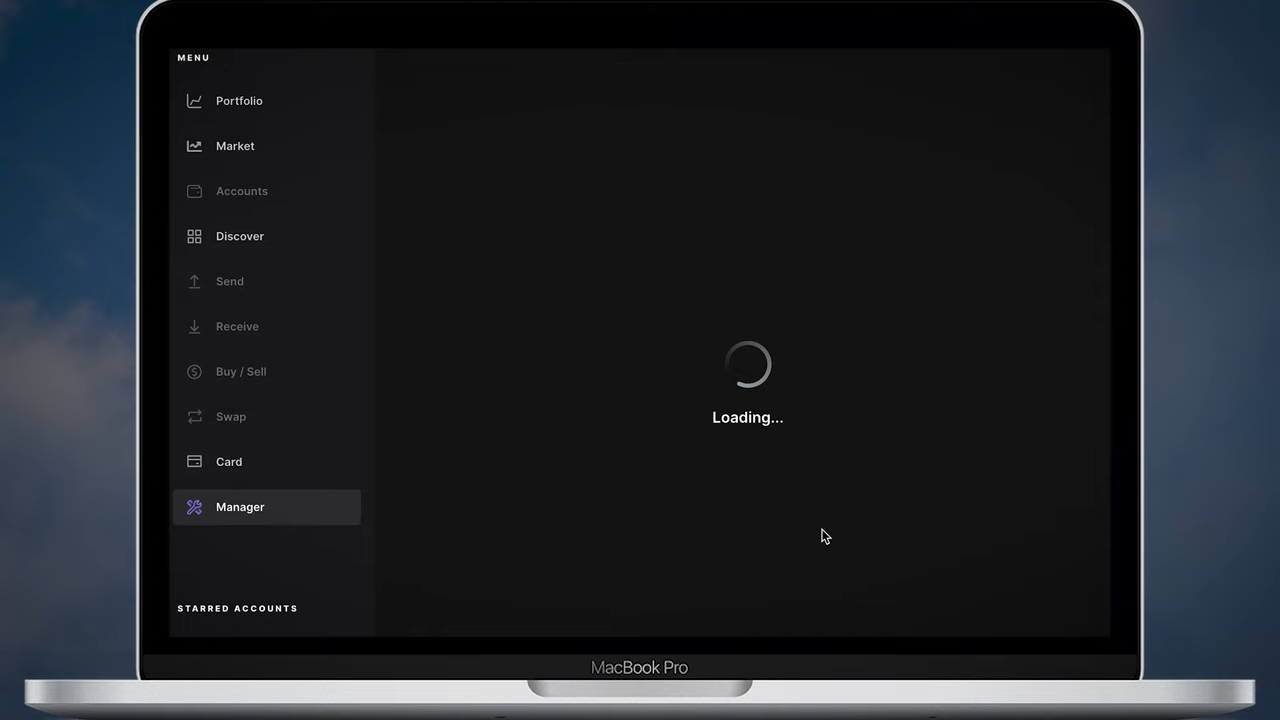 MENU
Portfolio
Market
Accounts
Discover
Send
Receive
Buy / Sell
Swap
Card
Manager
Loading...
STARRED ACCOUNTS
MacBook Pro